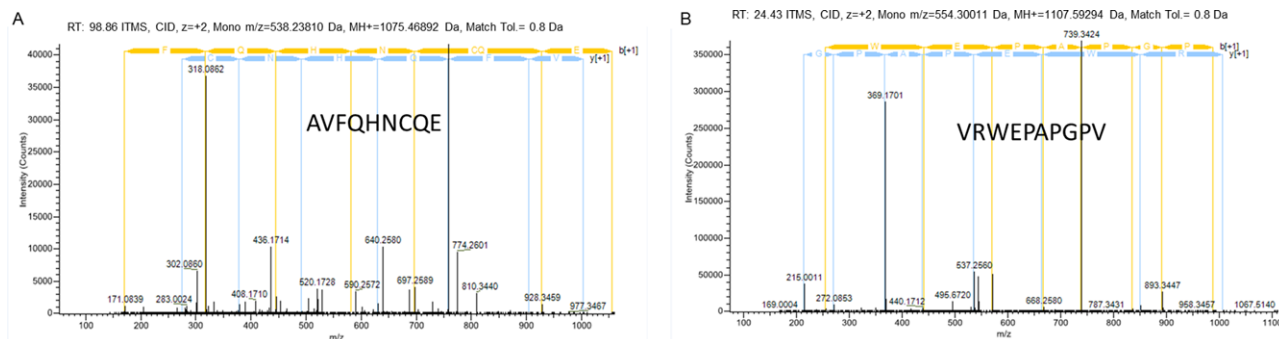 A
RT: 98.86 ITMS, CID, z=+2, Mono m/z=538.23810 Da, MH+=1075.46892 Da, Match Tol.= 0.8 Da
F Q H N CQ E b[+1]
C N H Q F V y[+1]
40000
318.0862
35000
30000
AVFQHNCQE
25000
20000
Intensity (Counts)
15000
436.1714
640.2580
10000
774.2601
302.0860
5000
520.1728
697.2589
171.0839
283.0024
408.1710
590.2572
810.3440
928.3459
977.3467
0
100 200 300 400 500 600 700 800 900 1000
m/z
B
RT: 24.43 ITMS, CID, z=+2, Mono m/z=554.30011 Da, MH+=1107.59294 Da, Match Tol.= 0.8 Da
739.3424
W E P A P G P b[+1]
G P A P E W R y[+1]
350000
300000
369.1701
250000
VRWEPAPGPV
200000
Intensity (Counts)
150000
100000
50000
215.0011
537.2560
169.0004
272.0853
440.1712
495.6720
668.2580
787.3431
893.3447
958.3467
1067.5140
0
100 200 300 400 500 600 700 800 900 1000 1100
m/z